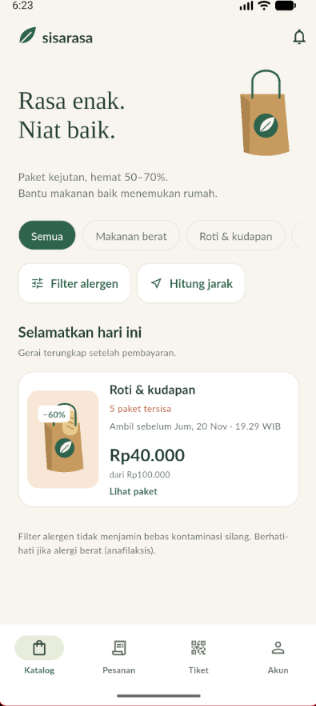 6:23
sisarasa
Rasa enak.
Niat baik.
Paket kejutan, hemat 50–70%.
Bantu makanan baik menemukan rumah.
Semua
Makanan berat
Roti & kudapan
Filter alergen
Hitung jarak
Selamatkan hari ini
Gerai terungkap setelah pembayaran.
–60%
Roti & kudapan
5 paket tersisa
Ambil sebelum Jum, 20 Nov · 19.29 WIB
Rp40.000
dari Rp100.000
Lihat paket
Filter alergen tidak menjamin bebas kontaminasi silang. Berhati-
hati jika alergi berat (anafilaksis).
Katalog
Pesanan
Tiket
Akun